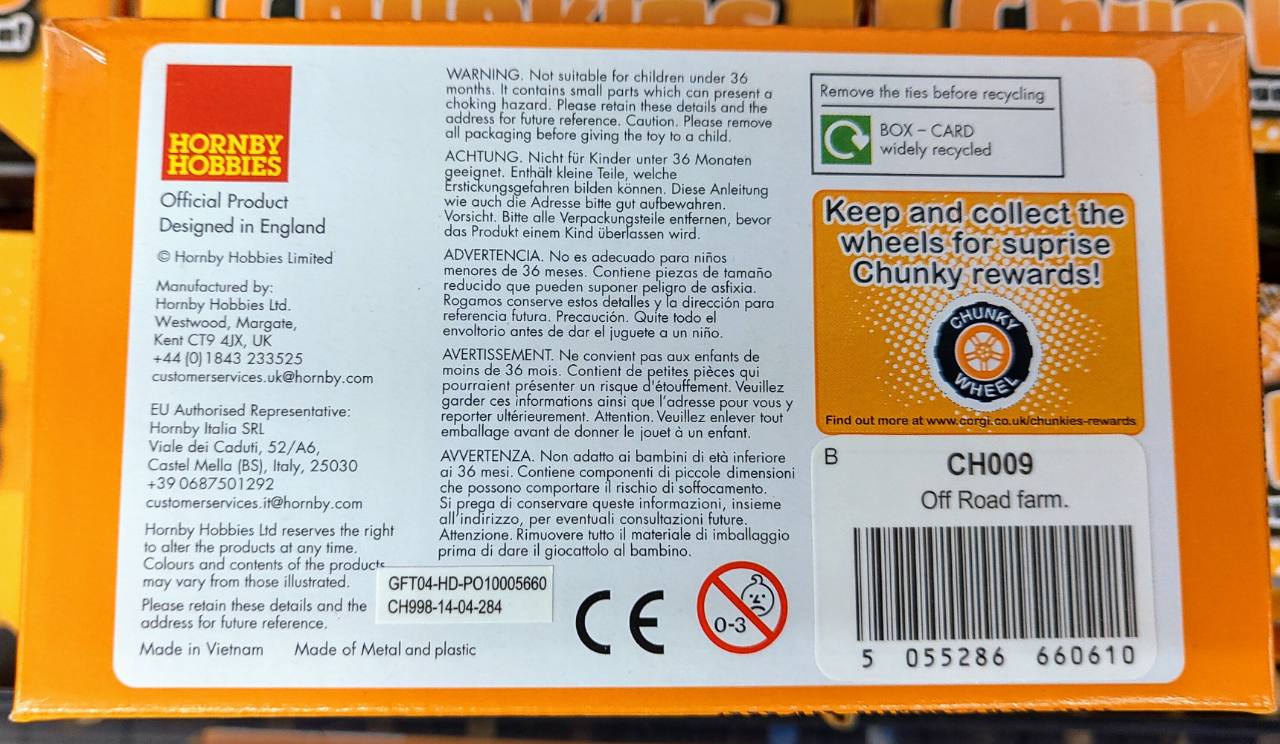 Chunkies
HORNBY
HOBBIES
Official Product
Designed in England
© Hornby Hobbies Limited
Manufactured by:
Hornby Hobbies Ltd.
Westwood, Margate,
Kent CT9 4JX, UK
+44 (0)1843 233525
customerservices.uk@hornby.com
EU Authorised Representative:
Hornby Italia SRL
Viale dei Caduti, 52/A6,
Castel Mella (BS), Italy, 25030
+39 0687501292
customerservices.it@hornby.com
Hornby Hobbies Ltd reserves the right
to alter the products at any time.
Colours and contents of the products
may vary from those illustrated.
Please retain these details and the
address for future reference.
Made in Vietnam Made of Metal and plastic
WARNING. Not suitable for children under 36
months. It contains small parts which can present a
choking hazard. Please retain these details and the
address for future reference. Caution. Please remove
all packaging before giving the toy to a child.
ACHTUNG. Nicht für Kinder unter 36 Monaten
geeignet. Enthält kleine Teile, welche
Erstickungsgefahren bilden können. Diese Anleitung
wie auch die Adresse bitte gut aufbewahren.
Vorsicht. Bitte alle Verpackungsteile entfernen, bevor
das Produkt einem Kind überlassen wird.
ADVERTENCIA. No es adecuado para niños
menores de 36 meses. Contiene piezas de tamaño
reducido que pueden suponer peligro de asfixia.
Rogamos conserve estos detalles y la dirección para
referencia futura. Precaución. Quite todo el
envoltorio antes de dar el juguete a un niño.
AVERTISSEMENT. Ne convient pas aux enfants de
moins de 36 mois. Contient de petites pièces qui
pourraient présenter un risque d'étouffement. Veuillez
garder ces informations ainsi que l'adresse pour vous y
reporter ultérieurement. Attention. Veuillez enlever tout
emballage avant de donner le jouet à un enfant.
AVVERTENZA. Non adatto ai bambini di età inferiore
ai 36 mesi. Contiene componenti di piccole dimensioni
che possono comportare il rischio di soffocamento.
Si prega di conservare queste informazioni, insieme
all'indirizzo, per eventuali consultazioni future.
Attenzione. Rimuovere tutto il materiale di imballaggio
prima di dare il giocattolo al bambino.
GFT04-HD-PO10005660
CH998-14-04-284
CE
0-3
Remove the ties before recycling
BOX – CARD
widely recycled
Keep and collect the
wheels for suprise
Chunky rewards!
CHUNKY
WHEEL
Find out more at www.corgi.co.uk/chunkies-rewards
B
CH009
Off Road farm.
5 055286 660610